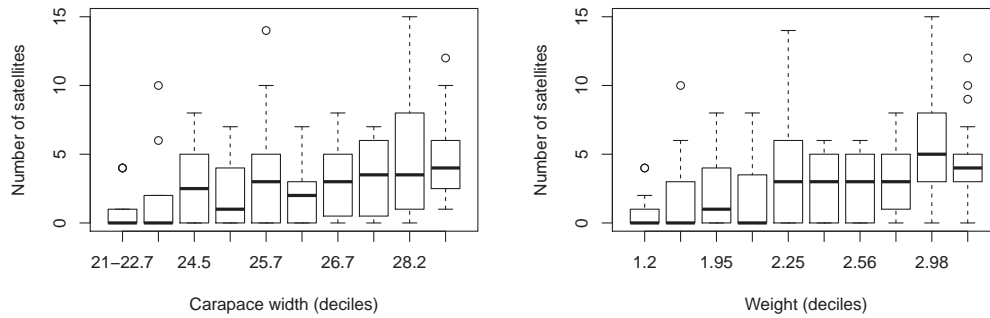 Number of satellites
15
10
5
0
21−22.7 24.5 25.7 26.7 28.2
Carapace width (deciles)
Number of satellites
15
10
5
0
1.2 1.95 2.25 2.56 2.98
Weight (deciles)